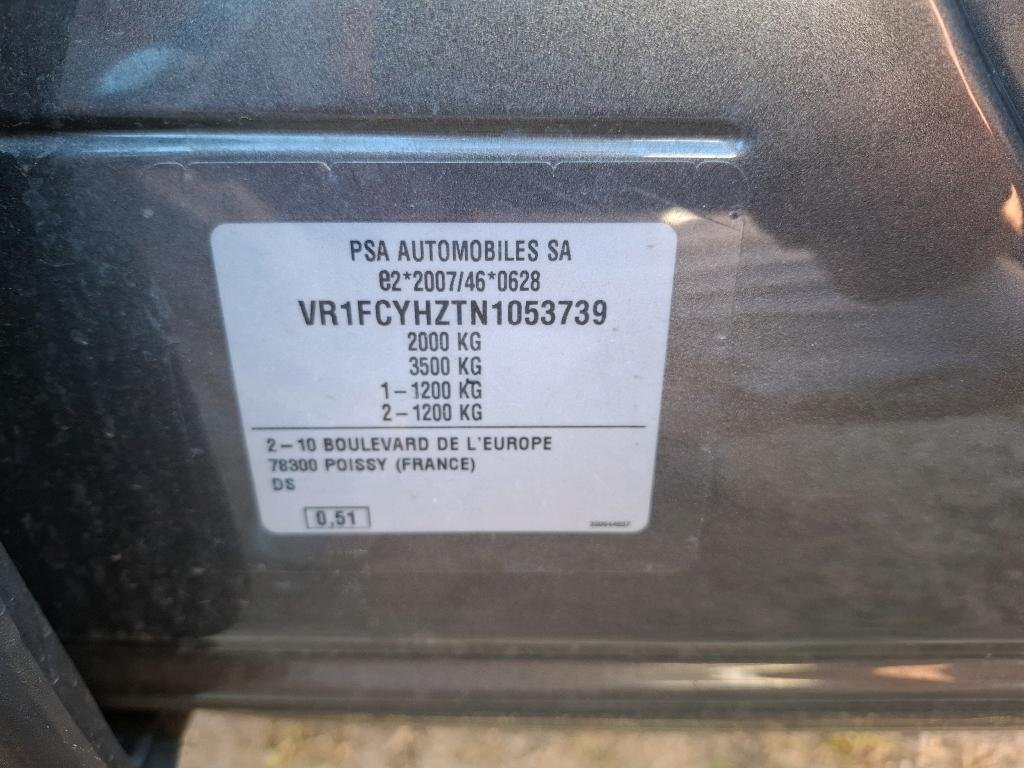 PSA AUTOMOBILES SA
e2*2007/46*0628
VR1FCYHZTN1053739
2000 KG
3500 KG
1-1200 KG
2-1200 KG
2-10 BOULEVARD DE L'EUROPE
78300 POISSY (FRANCE)
DS
0,51